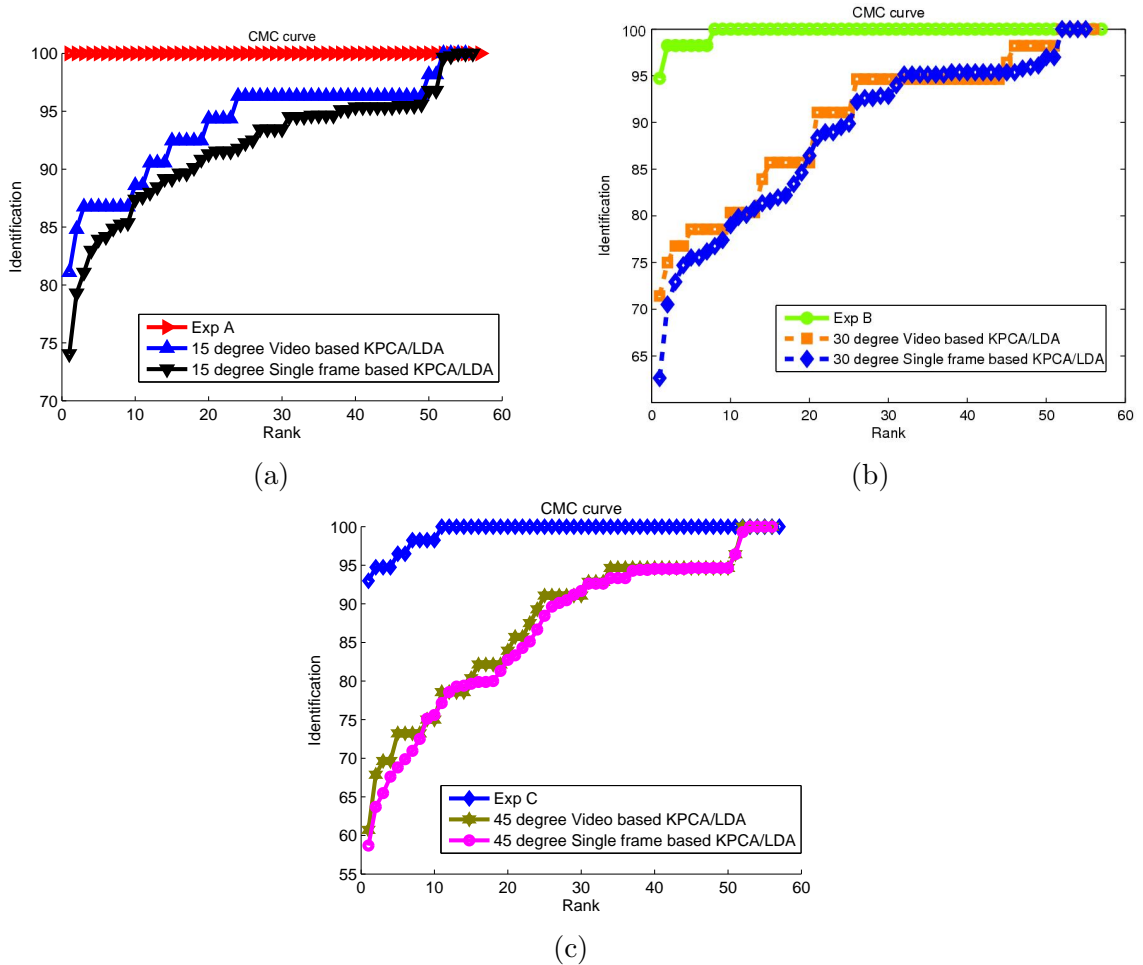 CMC curve
100
95
90
85
80
75
70
Identification
Exp A
15 degree Video based KPCA/LDA
15 degree Single frame based KPCA/LDA
0 10 20 30 40 50 60
Rank
(a)
CMC curve
100
95
90
85
80
75
70
65
Identification
Exp B
30 degree Video based KPCA/LDA
30 degree Single frame based KPCA/LDA
0 10 20 30 40 50 60
Rank
(b)
CMC curve
100
95
90
85
80
75
70
65
60
55
Identification
Exp C
45 degree Video based KPCA/LDA
45 degree Single frame based KPCA/LDA
0 10 20 30 40 50 60
Rank
(c)